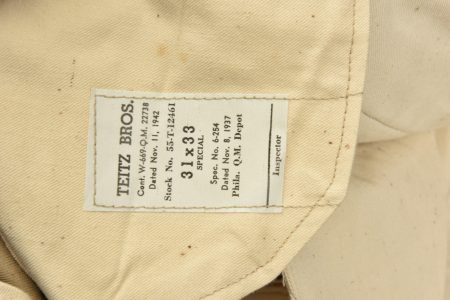 TEITZ BROS.
Cont. W-669-Q.M. 22738
Dated Nov. 11, 1942
Stock No. 55-T-12461
31x33
SPECIAL
Spec. No. 6-254
Dated Nov. 8, 1937
Phila. Q.M. Depot
Inspector